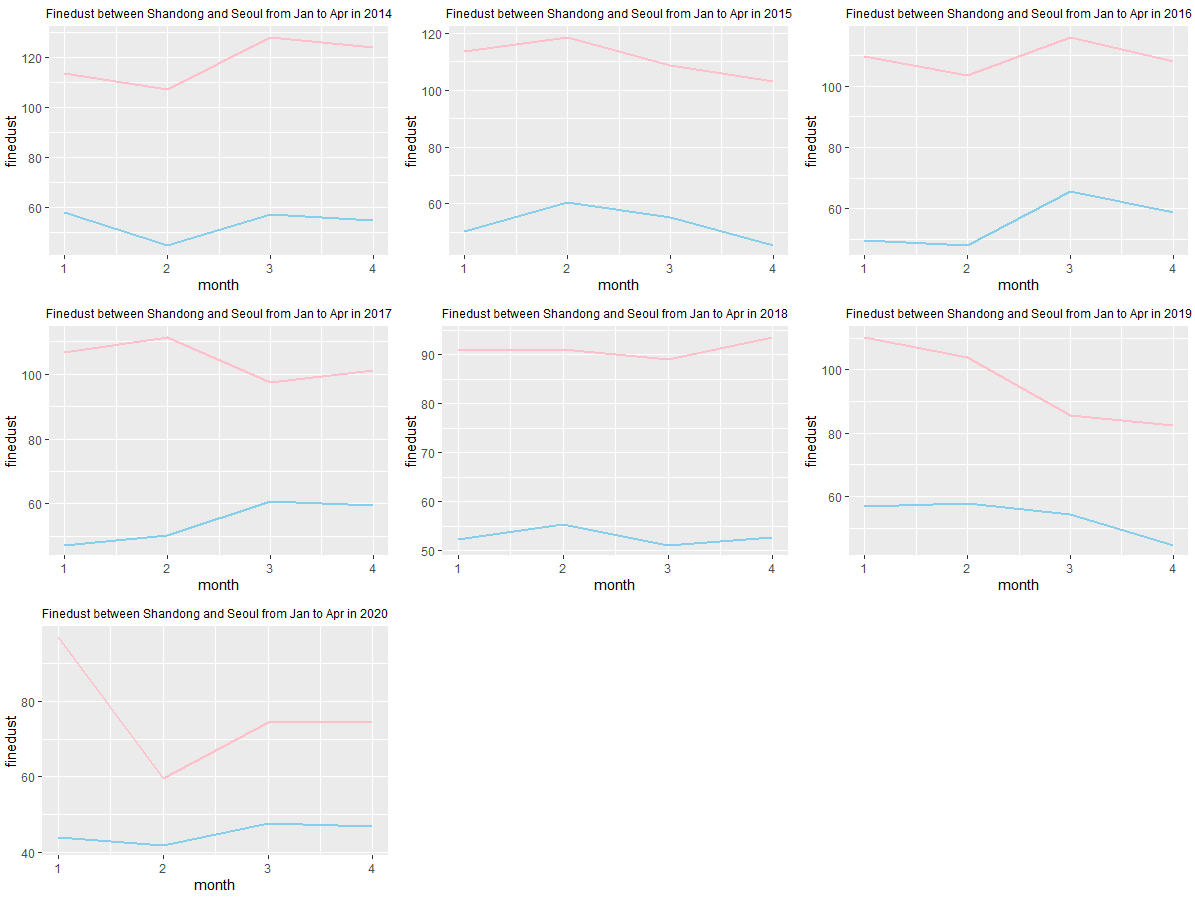 Finedust between Shandong and Seoul from Jan to Apr in 2014
finedust
120
100
80
60
1 2 3 4
month
Finedust between Shandong and Seoul from Jan to Apr in 2015
finedust
120
100
80
60
1 2 3 4
month
Finedust between Shandong and Seoul from Jan to Apr in 2016
finedust
100
80
60
1 2 3 4
month
Finedust between Shandong and Seoul from Jan to Apr in 2017
finedust
100
80
60
1 2 3 4
month
Finedust between Shandong and Seoul from Jan to Apr in 2018
finedust
90
80
70
60
50
1 2 3 4
month
Finedust between Shandong and Seoul from Jan to Apr in 2019
finedust
100
80
60
1 2 3 4
month
Finedust between Shandong and Seoul from Jan to Apr in 2020
finedust
80
60
40
1 2 3 4
month